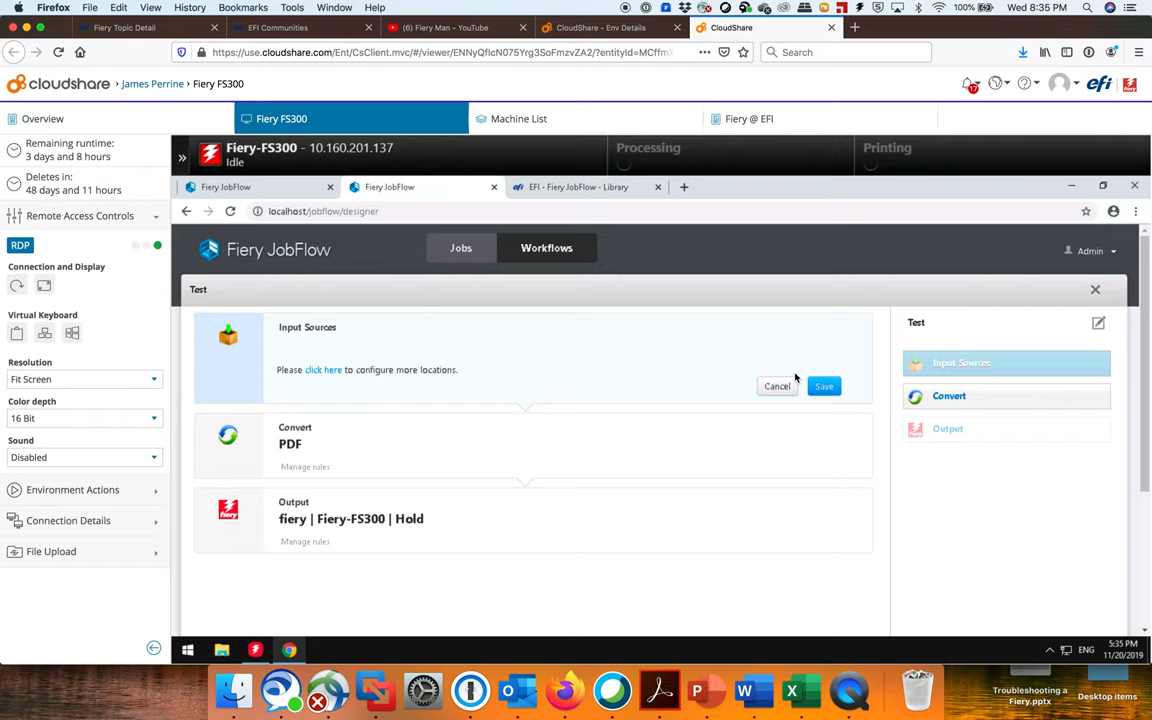 Firefox File Edit View History Bookmarks Tools Window Help 100% Wed 8:35 PM
Fiery Topic Detail EFI Communities (6) Fiery Man - YouTube CloudShare - Env Details CloudShare
https://use.cloudshare.com/Ent/CsClient.mvc/#/viewer/ENNyQflcN075Yrg3SoFmzvZA2/?entityId=MCffm Search
cloudshare James Perrine Fiery FS300 17 efi
Overview Fiery FS300 Machine List Fiery @ EFI
Remaining runtime:
3 days and 8 hours
Deletes in:
48 days and 11 hours
Remote Access Controls
RDP
Connection and Display
Virtual Keyboard
Resolution
Fit Screen
Color depth
16 Bit
Sound
Disabled
Environment Actions
Connection Details
File Upload
Fiery-FS300 - 10.160.201.137 Processing Printing
Idle
Fiery JobFlow Fiery JobFlow EFI - Fiery JobFlow - Library
localhost/jobflow/designer
Fiery JobFlow Jobs Workflows Admin
Test
Input Sources
Please click here to configure more locations.
Cancel Save
Convert
PDF
Manage rules
Output
fiery | Fiery-FS300 | Hold
Manage rules
Test
Input Sources
Convert
Output
ENG 5:35 PM
11/20/2019
Troubleshooting a
Fiery.pptx
Desktop items